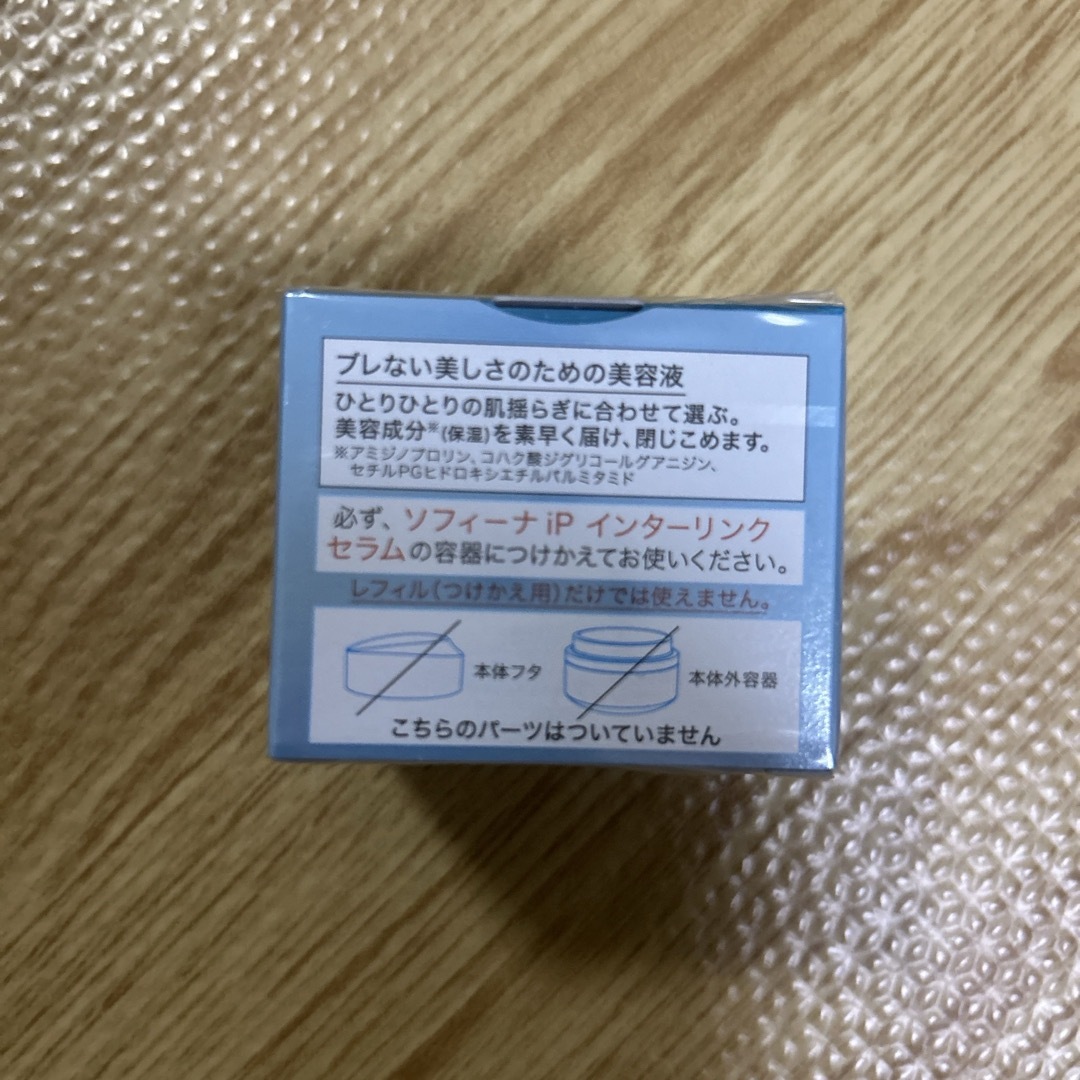 ブレない美しさのための美容液
ひとりひとりの肌揺らぎに合わせて選ぶ。
美容成分※(保湿)を素早く届け、閉じこめます。
※アミジノプロリン、コハク酸ジグリコールグアニジン、
セチルPGヒドロキシエチルパルミタミド
必ず、ソフィーナ iP インターリンク
セラムの容器につけかえてお使いください。
レフィル(つけかえ用)だけでは使えません。
本体フタ
本体外容器
こちらのパーツはついていません